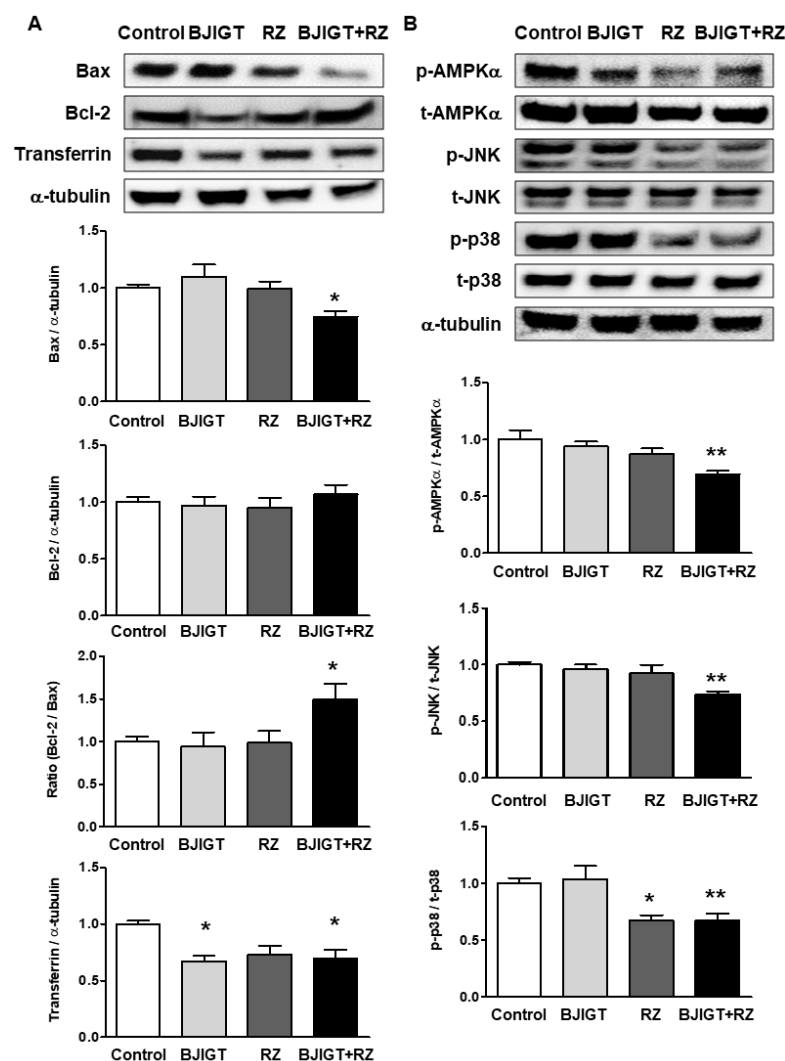 A
Control BJIGT RZ BJIGT+RZ
Bax
Bcl-2
Transferrin
α-tubulin
Bax / α-tubulin
1.5
1.0
0.5
0.0
Control BJIGT RZ BJIGT+RZ
*
Bcl-2 / α-tubulin
1.5
1.0
0.5
0.0
Control BJIGT RZ BJIGT+RZ
Ratio (Bcl-2 / Bax)
2.0
1.5
1.0
0.5
0.0
Control BJIGT RZ BJIGT+RZ
*
Transferrin / α-tubulin
1.5
1.0
0.5
0.0
Control BJIGT RZ BJIGT+RZ
* *
B
Control BJIGT RZ BJIGT+RZ
p-AMPKα
t-AMPKα
p-JNK
t-JNK
p-p38
t-p38
α-tubulin
p-AMPKα / t-AMPKα
1.5
1.0
0.5
0.0
Control BJIGT RZ BJIGT+RZ
**
p-JNK / t-JNK
1.5
1.0
0.5
0.0
Control BJIGT RZ BJIGT+RZ
**
p-p38 / t-p38
1.5
1.0
0.5
0.0
Control BJIGT RZ BJIGT+RZ
* **